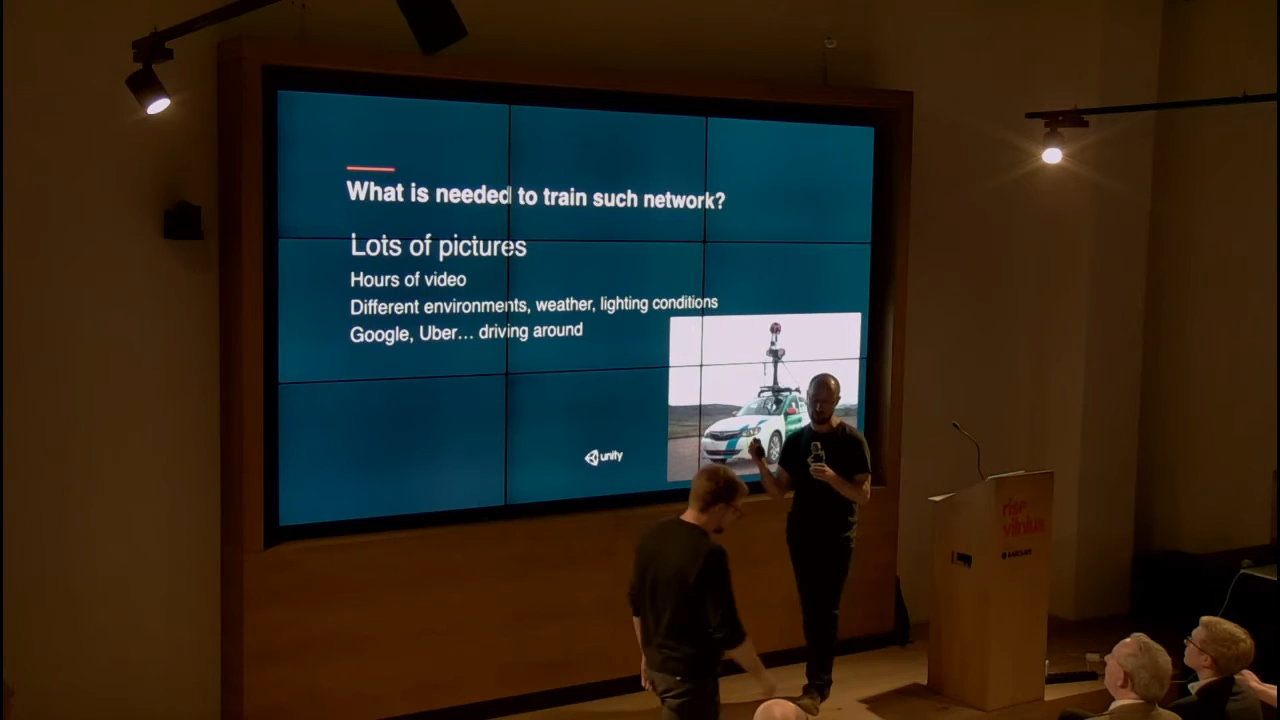 What is needed to train such network?
Lots of pictures
Hours of video
Different environments, weather, lighting conditions
Google, Uber... driving around
unity
rise
vilnius
BARCLAYS